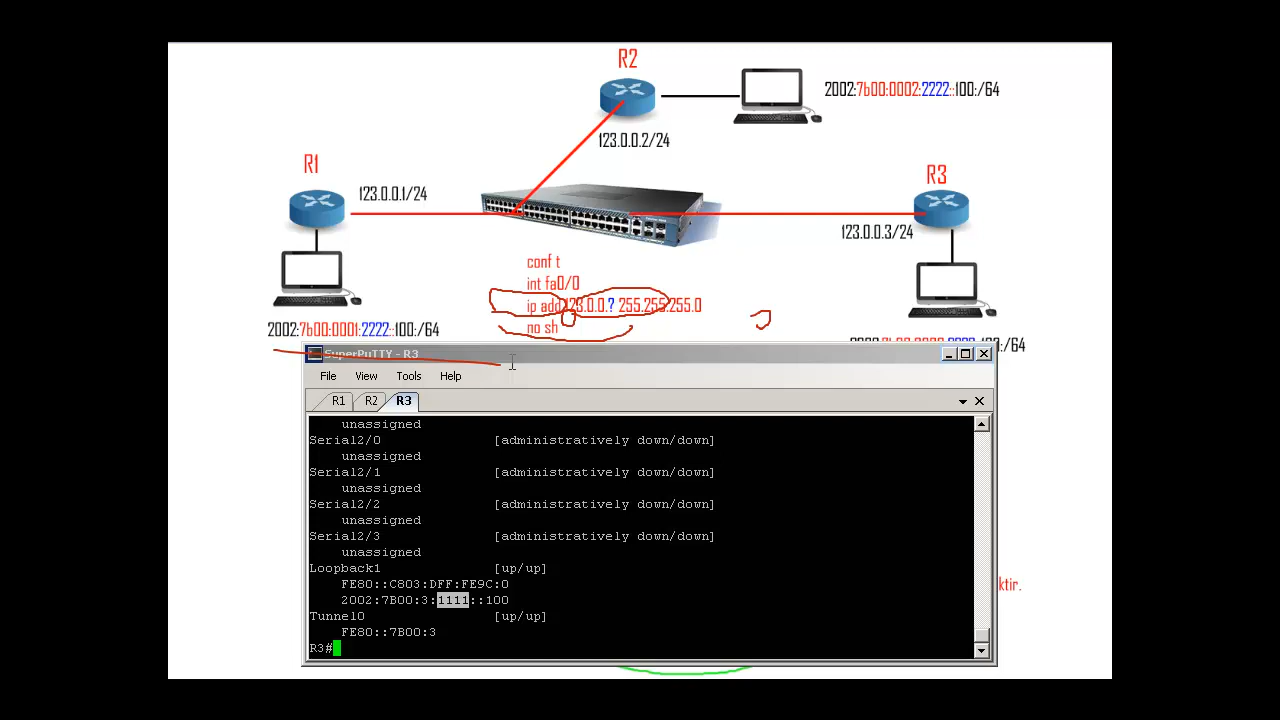 R2
2002:7b00:0002:2222::100:/64
123.0.0.2/24
R1
123.0.0.1/24
R3
123.0.0.3/24
conf t
int fa0/0
ip add 123.0.0.? 255.255.255.0
no sh
2002:7b00:0001:2222::100:/64
::100:/64
SuperPuTTY - R3
File View Tools Help
R1 R2 R3
unassigned
Serial2/0 [administratively down/down]
unassigned
Serial2/1 [administratively down/down]
unassigned
Serial2/2 [administratively down/down]
unassigned
Serial2/3 [administratively down/down]
unassigned
Loopback1 [up/up]
FE80::C803:DFF:FE9C:0
2002:7B00:3:1111::100
Tunnel0 [up/up]
FE80::7B00:3
R3#
ktir.